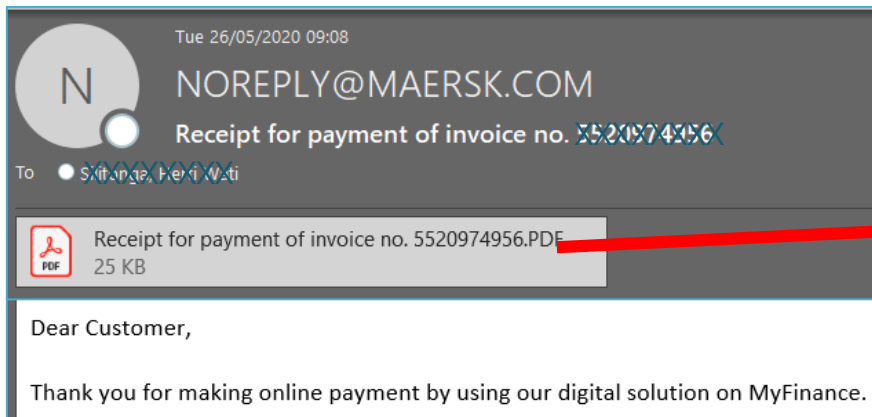 Tue 26/05/2020 09:08
N
NOREPLY@MAERSK.COM
Receipt for payment of invoice no.
To
PDF
Receipt for payment of invoice no. 5520974956.PDF
25 KB
Dear Customer,
Thank you for making online payment by using our digital solution on MyFinance.